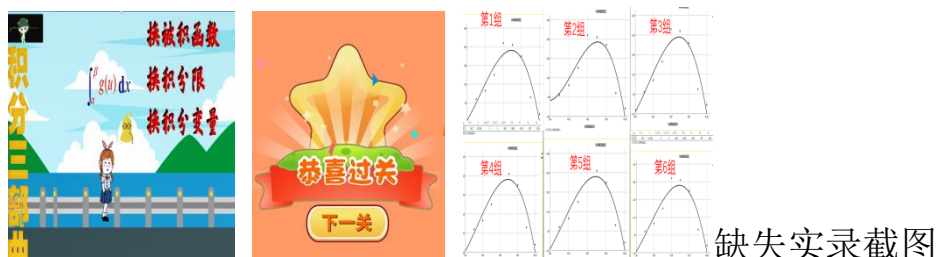 积分三部曲
换被积函数
∫_α^β g(u) dx
换积分限
换积分变量
恭喜过关
下一关
第1组
第2组
第3组
第4组
第5组
第6组
缺失实录截图